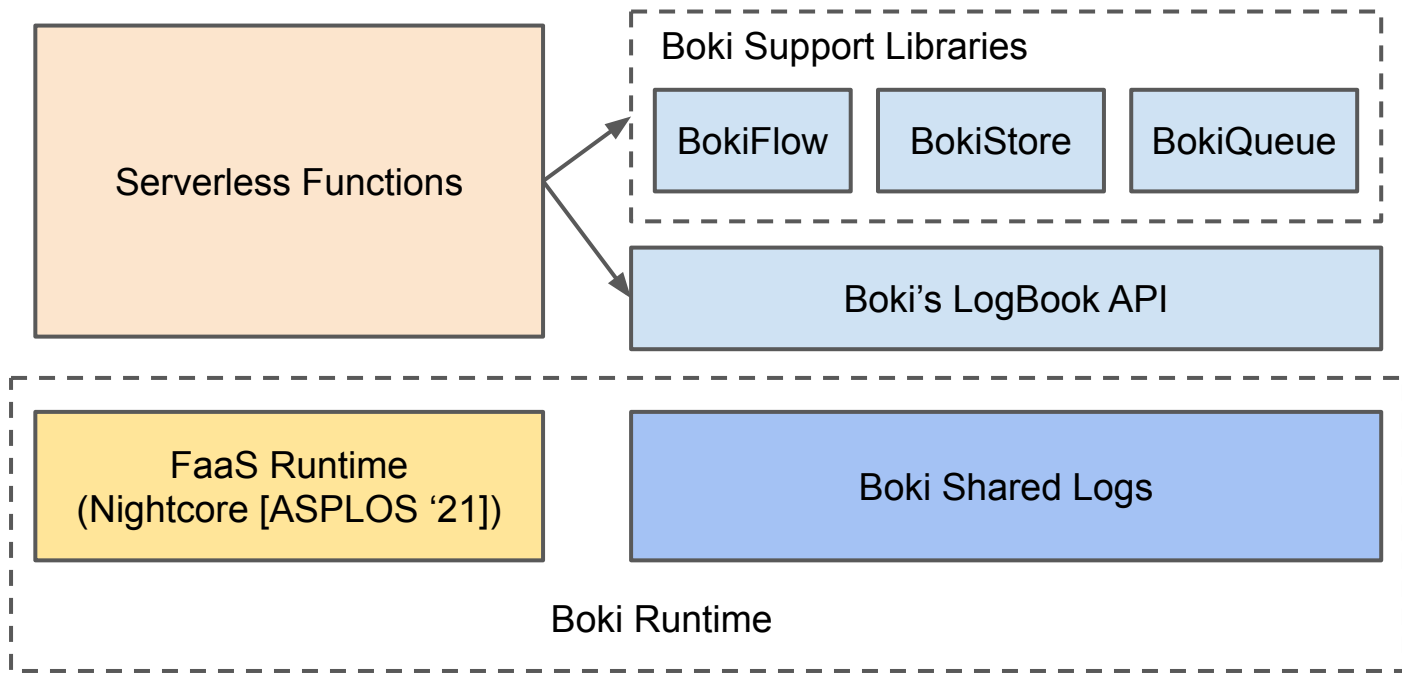 Serverless Functions
Boki Support Libraries
BokiFlow
BokiStore
BokiQueue
Boki’s LogBook API
FaaS Runtime
(Nightcore [ASPLOS ‘21])
Boki Shared Logs
Boki Runtime